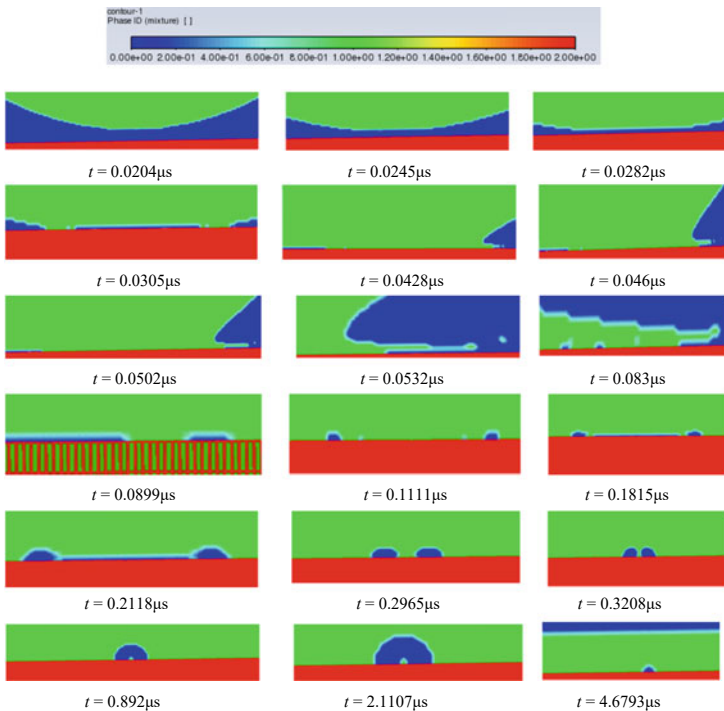 contour-1
Phase ID (mixture) [ ]
0.00e+00 2.00e-01 4.00e-01 6.00e-01 8.00e-01 1.00e+00 1.20e+00 1.40e+00 1.60e+00 1.80e+00 2.00e+00
t = 0.0204μs t = 0.0245μs t = 0.0282μs
t = 0.0305μs t = 0.0428μs t = 0.046μs
t = 0.0502μs t = 0.0532μs t = 0.083μs
t = 0.0899μs t = 0.1111μs t = 0.1815μs
t = 0.2118μs t = 0.2965μs t = 0.3208μs
t = 0.892μs t = 2.1107μs t = 4.6793μs